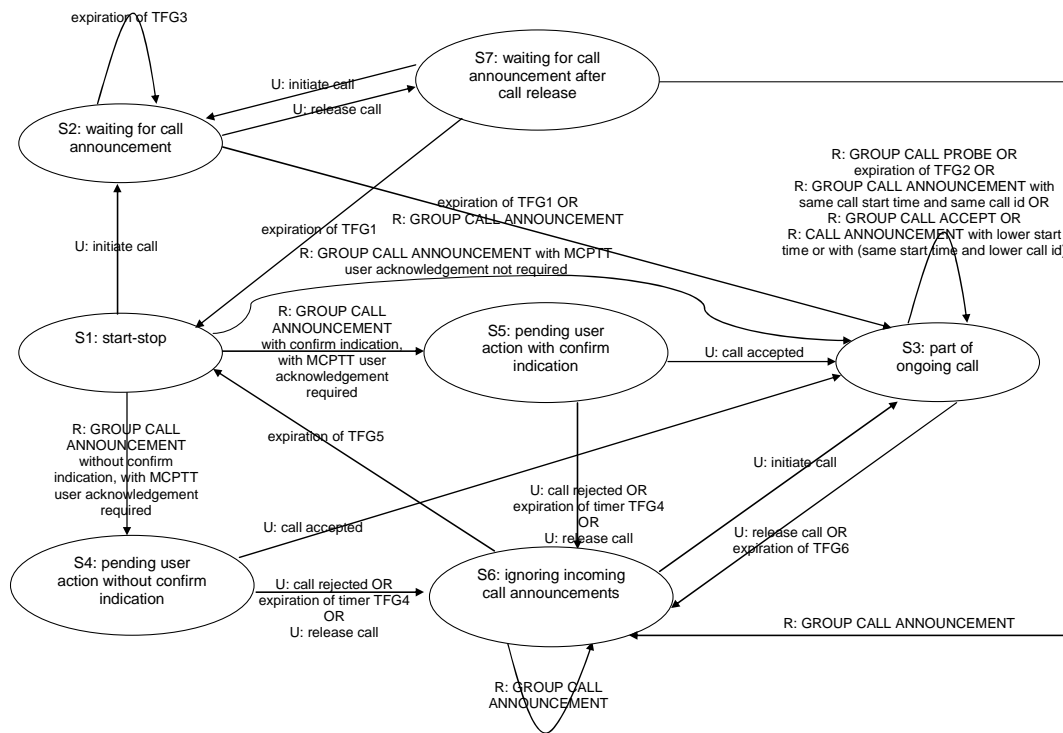 expiration of TFG3
S7: waiting for call
announcement after
call release
U: initiate call
U: release call
S2: waiting for call
announcement
R: GROUP CALL PROBE OR
expiration of TFG2 OR
R: GROUP CALL ANNOUNCEMENT with
same call start time and same call id OR
R: GROUP CALL ACCEPT OR
R: CALL ANNOUNCEMENT with lower start
time or with (same start time and lower call id)
expiration of TFG1 OR
R: GROUP CALL ANNOUNCEMENT
expiration of TFG1
U: initiate call
R: GROUP CALL ANNOUNCEMENT with MCPTT
user acknowledgement not required
S1: start-stop
R: GROUP CALL
ANNOUNCEMENT
with confirm indication,
with MCPTT user
acknowledgement
required
S5: pending user
action with confirm
indication
U: call accepted
S3: part of
ongoing call
R: GROUP CALL
ANNOUNCEMENT
without confirm
indication, with MCPTT
user acknowledgement
required
expiration of TFG5
U: initiate call
U: call rejected OR
expiration of timer TFG4
OR
U: release call
U: call accepted
U: release call OR
expiration of TFG6
S4: pending user
action without confirm
indication
U: call rejected OR
expiration of timer TFG4
OR
U: release call
S6: ignoring incoming
call announcements
R: GROUP CALL ANNOUNCEMENT
R: GROUP CALL
ANNOUNCEMENT